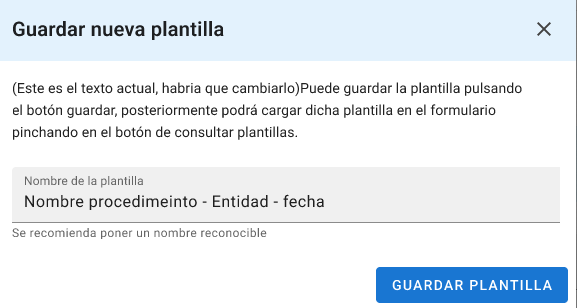 Guardar nueva plantilla
(Este es el texto actual, habria que cambiarlo)Puede guardar la plantilla pulsando
el botón guardar, posteriormente podrá cargar dicha plantilla en el formulario
pinchando en el botón de consultar plantillas.
Nombre de la plantilla
Nombre procedimeinto - Entidad - fecha
Se recomienda poner un nombre reconocible
GUARDAR PLANTILLA